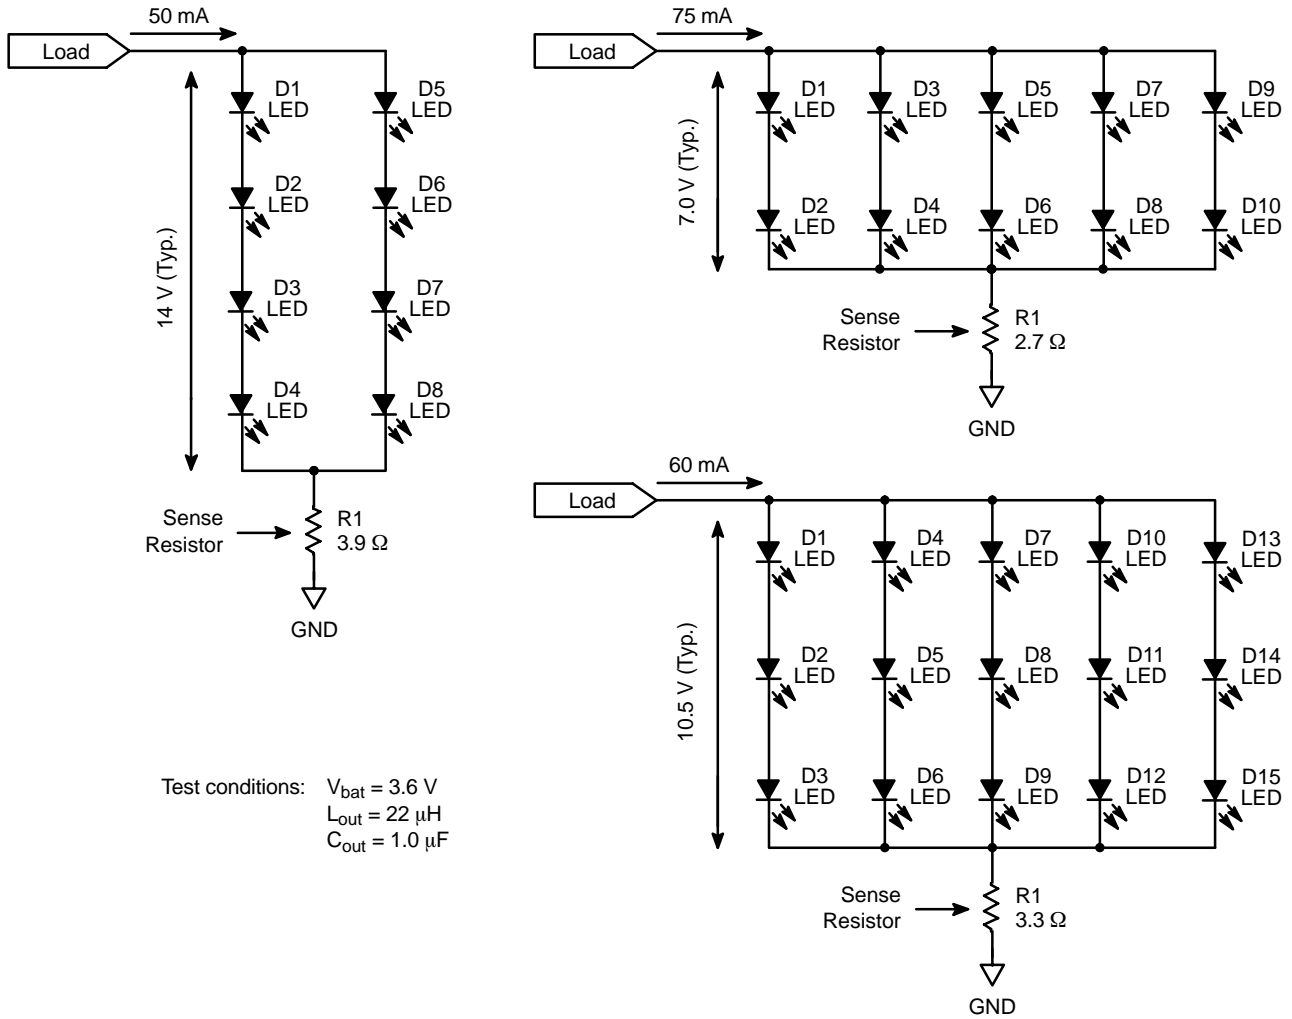 50 mA
Load
14 V (Typ.)
D1
LED
D5
LED
D2
LED
D6
LED
D3
LED
D7
LED
D4
LED
D8
LED
Sense
Resistor
R1
3.9 Ω
GND
75 mA
Load
7.0 V (Typ.)
D1
LED
D3
LED
D5
LED
D7
LED
D9
LED
D2
LED
D4
LED
D6
LED
D8
LED
D10
LED
Sense
Resistor
R1
2.7 Ω
GND
60 mA
Load
10.5 V (Typ.)
D1
LED
D4
LED
D7
LED
D10
LED
D13
LED
D2
LED
D5
LED
D8
LED
D11
LED
D14
LED
D3
LED
D6
LED
D9
LED
D12
LED
D15
LED
Sense
Resistor
R1
3.3 Ω
GND
Test conditions: Vbat = 3.6 V
Lout = 22 μH
Cout = 1.0 μF